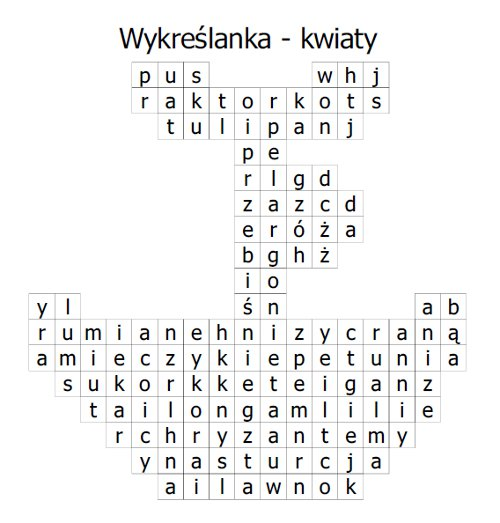 Wykreślanka - kwiaty
p u s w h j
r a k t o r k o t s
t u l i p a n j
p e
r l g d
z a z c d
e r ó ż a
b g h ż
i o
y l ś n a b
r u m i a n e h n i z y c r a n ą
a m i e c z y k i e p e t u n i a
s u k o r k k e t e i g a n z
t a i l o n g a m l i l i e
r c h r y z a n t e m y
y n a s t u r c j a
a i l a w n o k